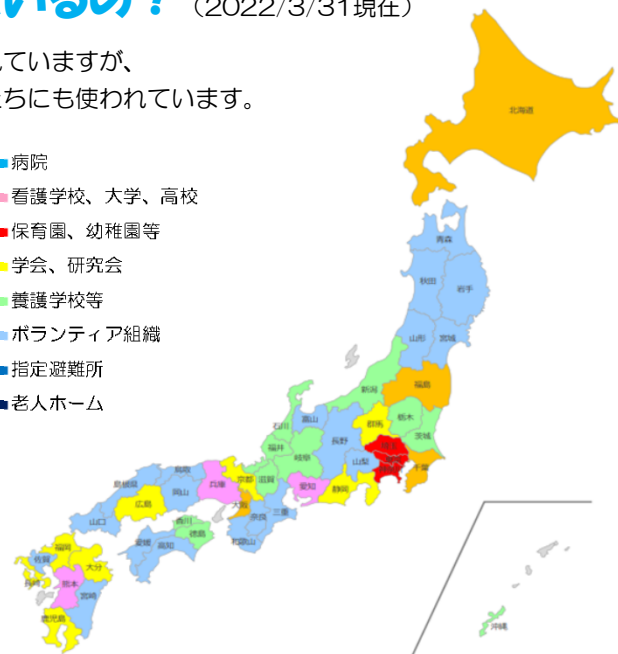 いるの？（2022/3/31現在）
れていますが、
たちにも使われています。
病院
看護学校、大学、高校
保育園、幼稚園等
学会、研究会
養護学校等
ボランティア組織
指定避難所
老人ホーム
北海道
青森
秋田
岩手
山形
宮城
新潟
福島
石川
富山
群馬
栃木
茨城
長野
福井
岐阜
山梨
千葉
鳥取
島根県
岡山
兵庫
京都
滋賀
愛知
静岡
広島
大阪
奈良
三重
山口
香川
徳島
和歌山
愛媛
高知
福岡
佐賀
大分
長崎
熊本
宮崎
鹿児島
沖縄